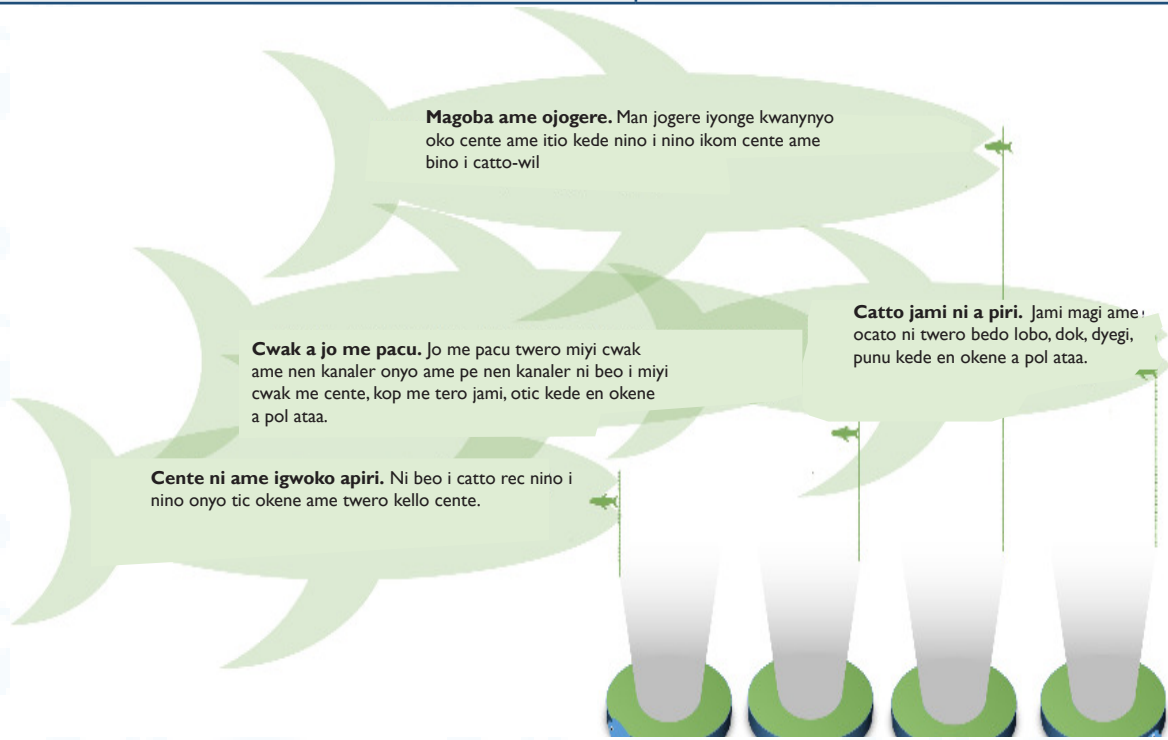 Magoba ame ojogere. Man jogere iyonge kwanynyo
oko cente ame itio kede nino i nino ikom cente ame
bino i catto-wil
Catto jami ni a piri. Jami magi ame
ocato ni twero bedo lobo, dok, dyegi,
punu kede en okene a pol ataa.
Cwak a jo me pacu. Jo me pacu twero miyi cwak
ame nen kanaler onyo ame pe nen kanaler ni beo i miyi
cwak me cente, kop me tero jami, otic kede en okene
a pol ataa.
Cente ni ame igwoko apiri. Ni beo i catto rec nino i
nino onyo tic okene ame twero kello cente.